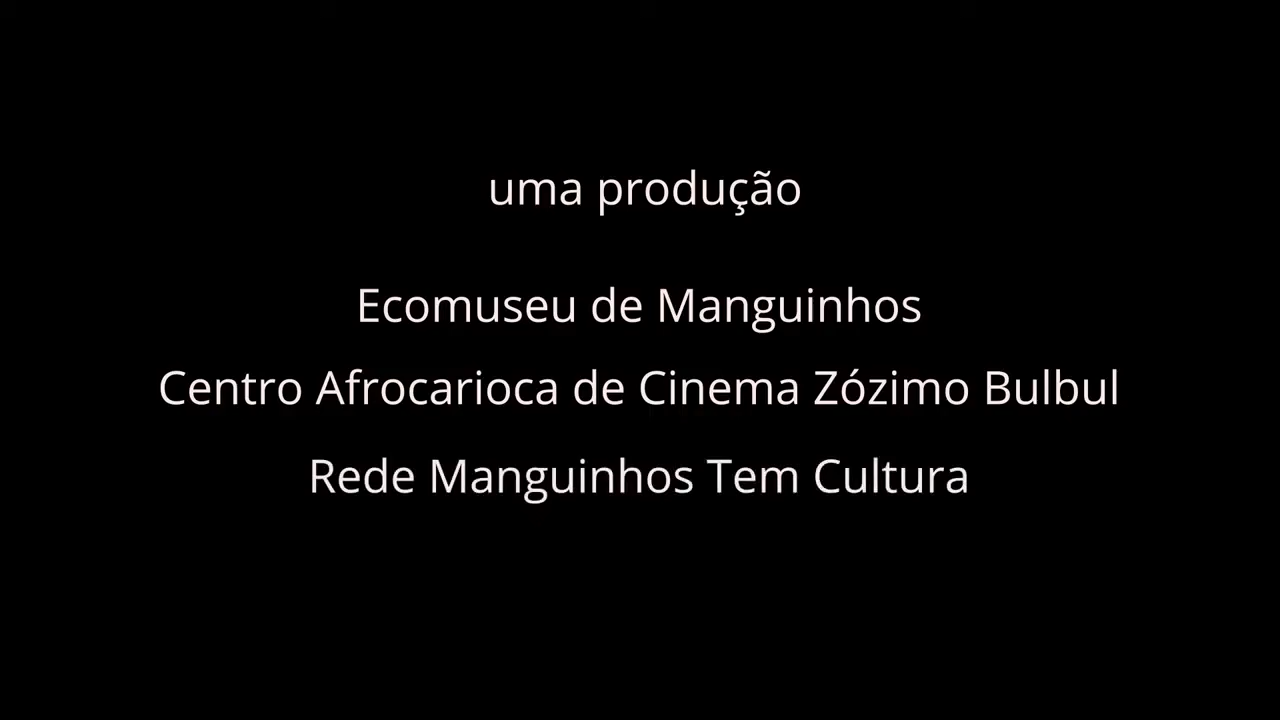 uma produção
Ecomuseu de Manguinhos
Centro Afrocarioca de Cinema Zózimo Bulbul
Rede Manguinhos Tem Cultura